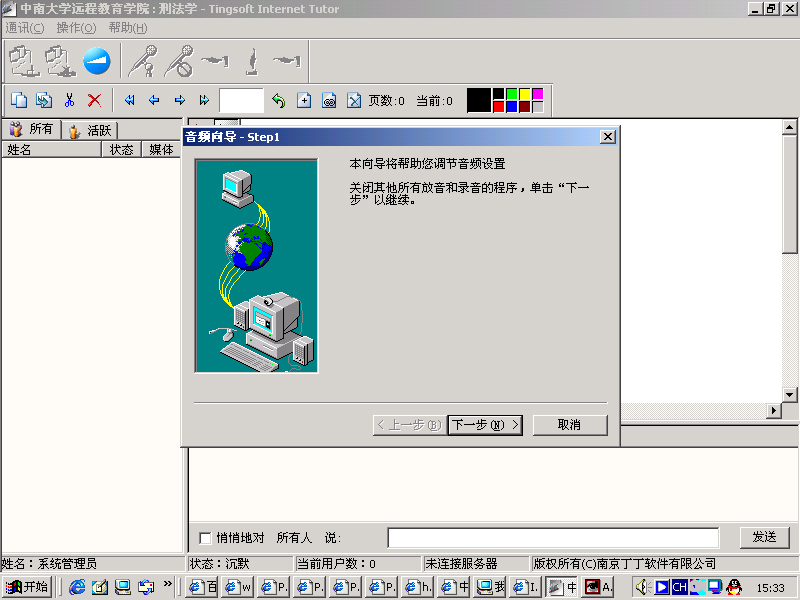 中南大学远程教育学院:刑法学 - Tingsoft Internet Tutor
通讯(C) 操作(O) 帮助(H)
页数:0 当前:0
所有 活跃
姓名 状态 媒体
音频向导 - Step1
本向导将帮助您调节音频设置
关闭其他所有放音和录音的程序，单击“下一
步”以继续。
< 上一步(B) 下一步(N) > 取消
悄悄地对 所有人 说: 发送
姓名：系统管理员 状态：沉默 当前用户数：0 未连接服务器 版权所有(C)南京丁丁软件有限公司
开始 » 百 w P. P. P. P. h. 中 我 I. 中 A. CH 15:33